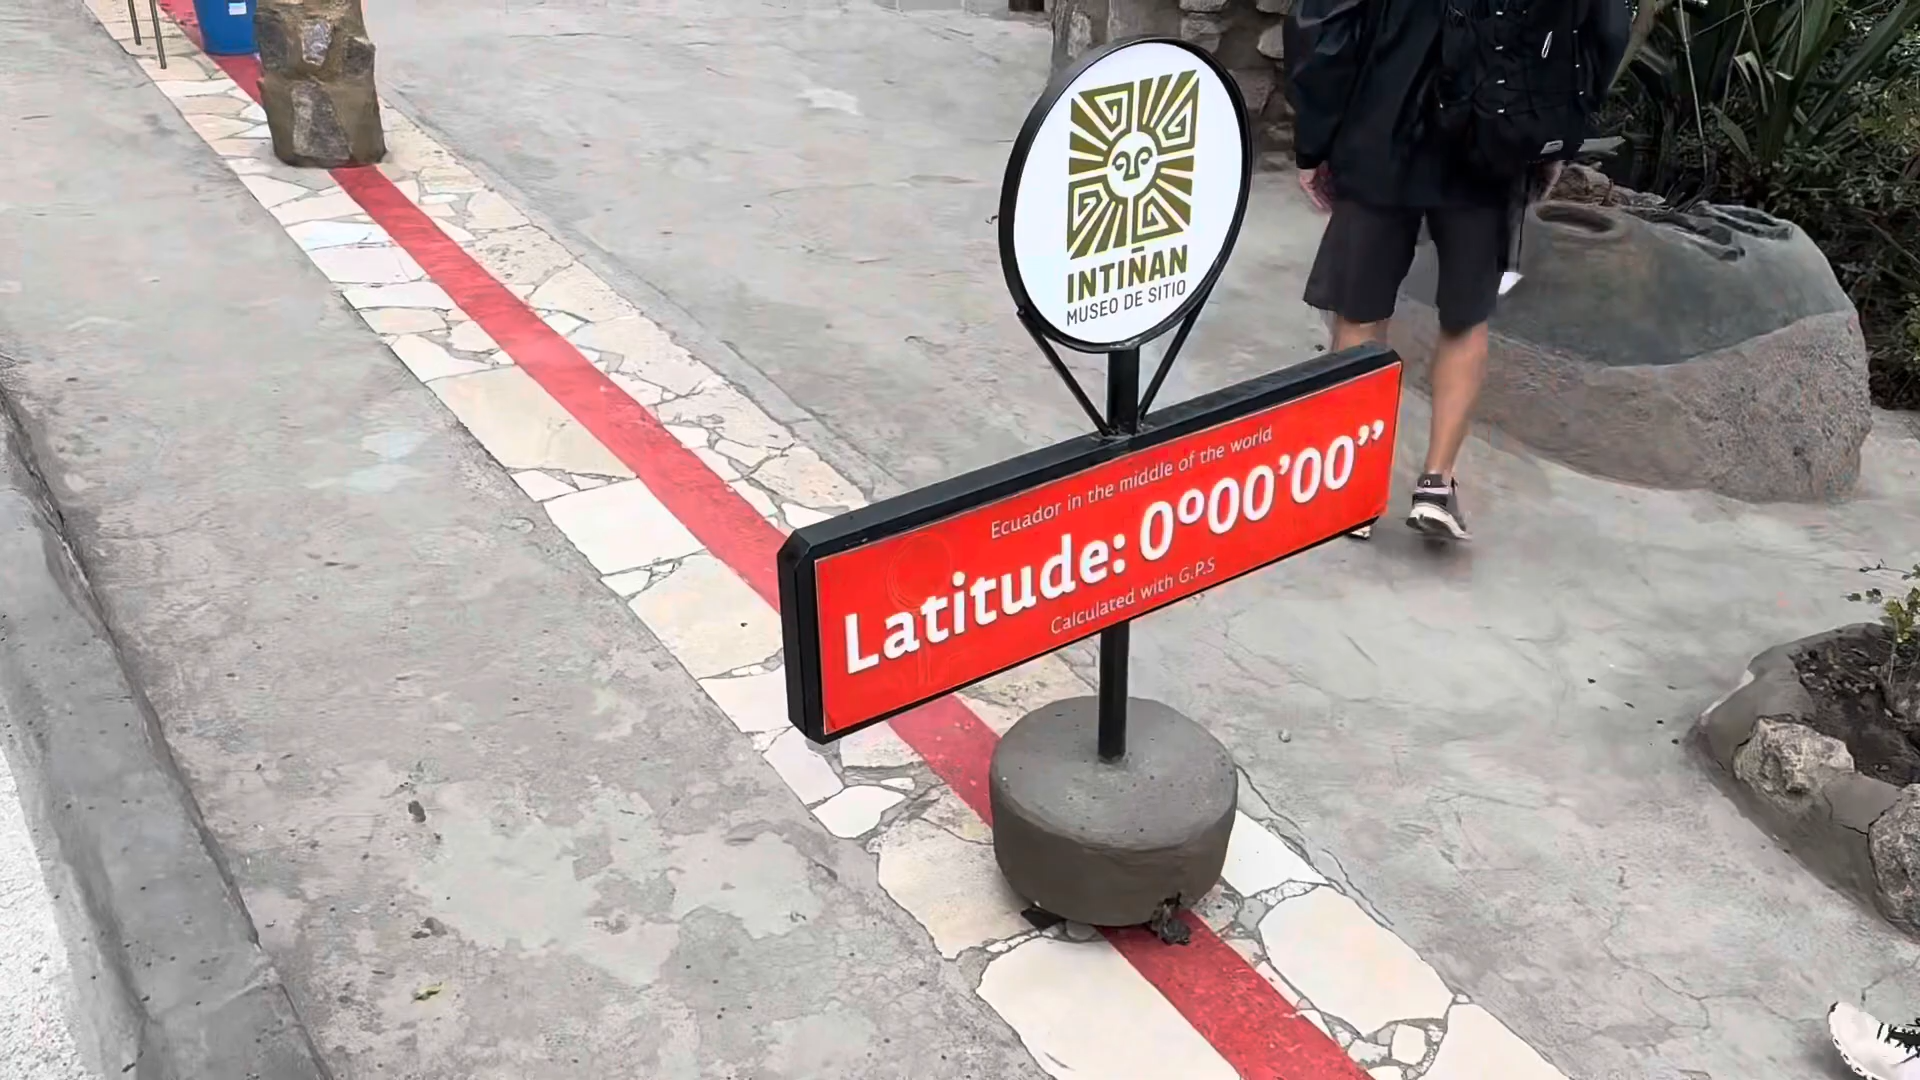 INTIÑAN
MUSEO DE SITIO
Ecuador in the middle of the world
Latitude: 0º00’00”
Calculated with G.P.S